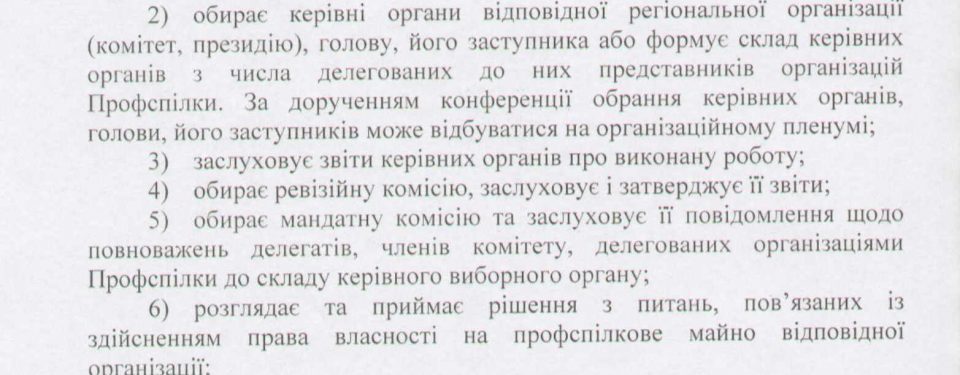 2) обирає керівні органи відповідної регіональної організації
(комітет, президію), голову, його заступника або формує склад керівних
органів з числа делегованих до них представників організацій
Профспілки. За дорученням конференції обрання керівних органів,
голови, його заступників може відбуватися на організаційному пленумі;
3) заслуховує звіти керівних органів про виконану роботу;
4) обирає ревізійну комісію, заслуховує і затверджує її звіти;
5) обирає мандатну комісію та заслуховує її повідомлення щодо
повноважень делегатів, членів комітету, делегованих організаціями
Профспілки до складу керівного виборного органу;
6) розглядає та приймає рішення з питань, пов’язаних із
здійсненням права власності на профспілкове майно відповідної
організації;